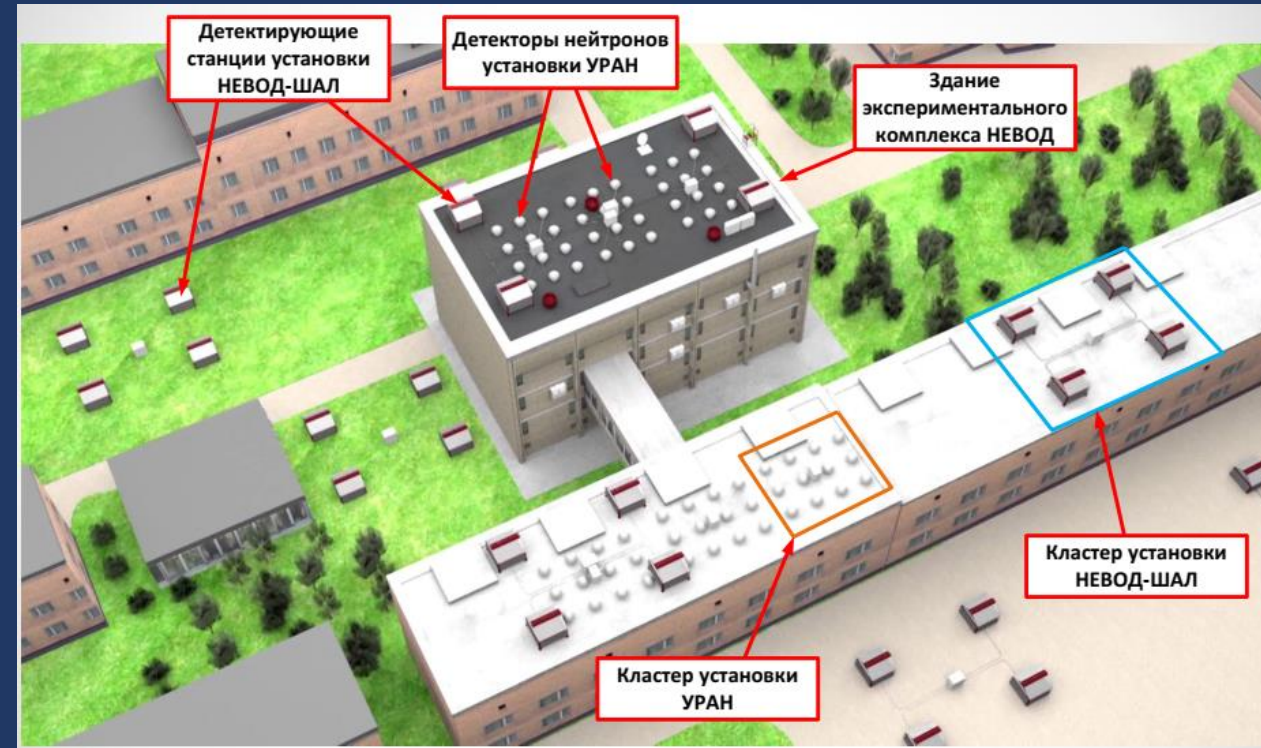 Детектирующие
станции установки
НЕВОД-ШАЛ
Детекторы нейтронов
установки УРАН
Здание
экспериментального
комплекса НЕВОД
Кластер установки
НЕВОД-ШАЛ
Кластер установки
УРАН